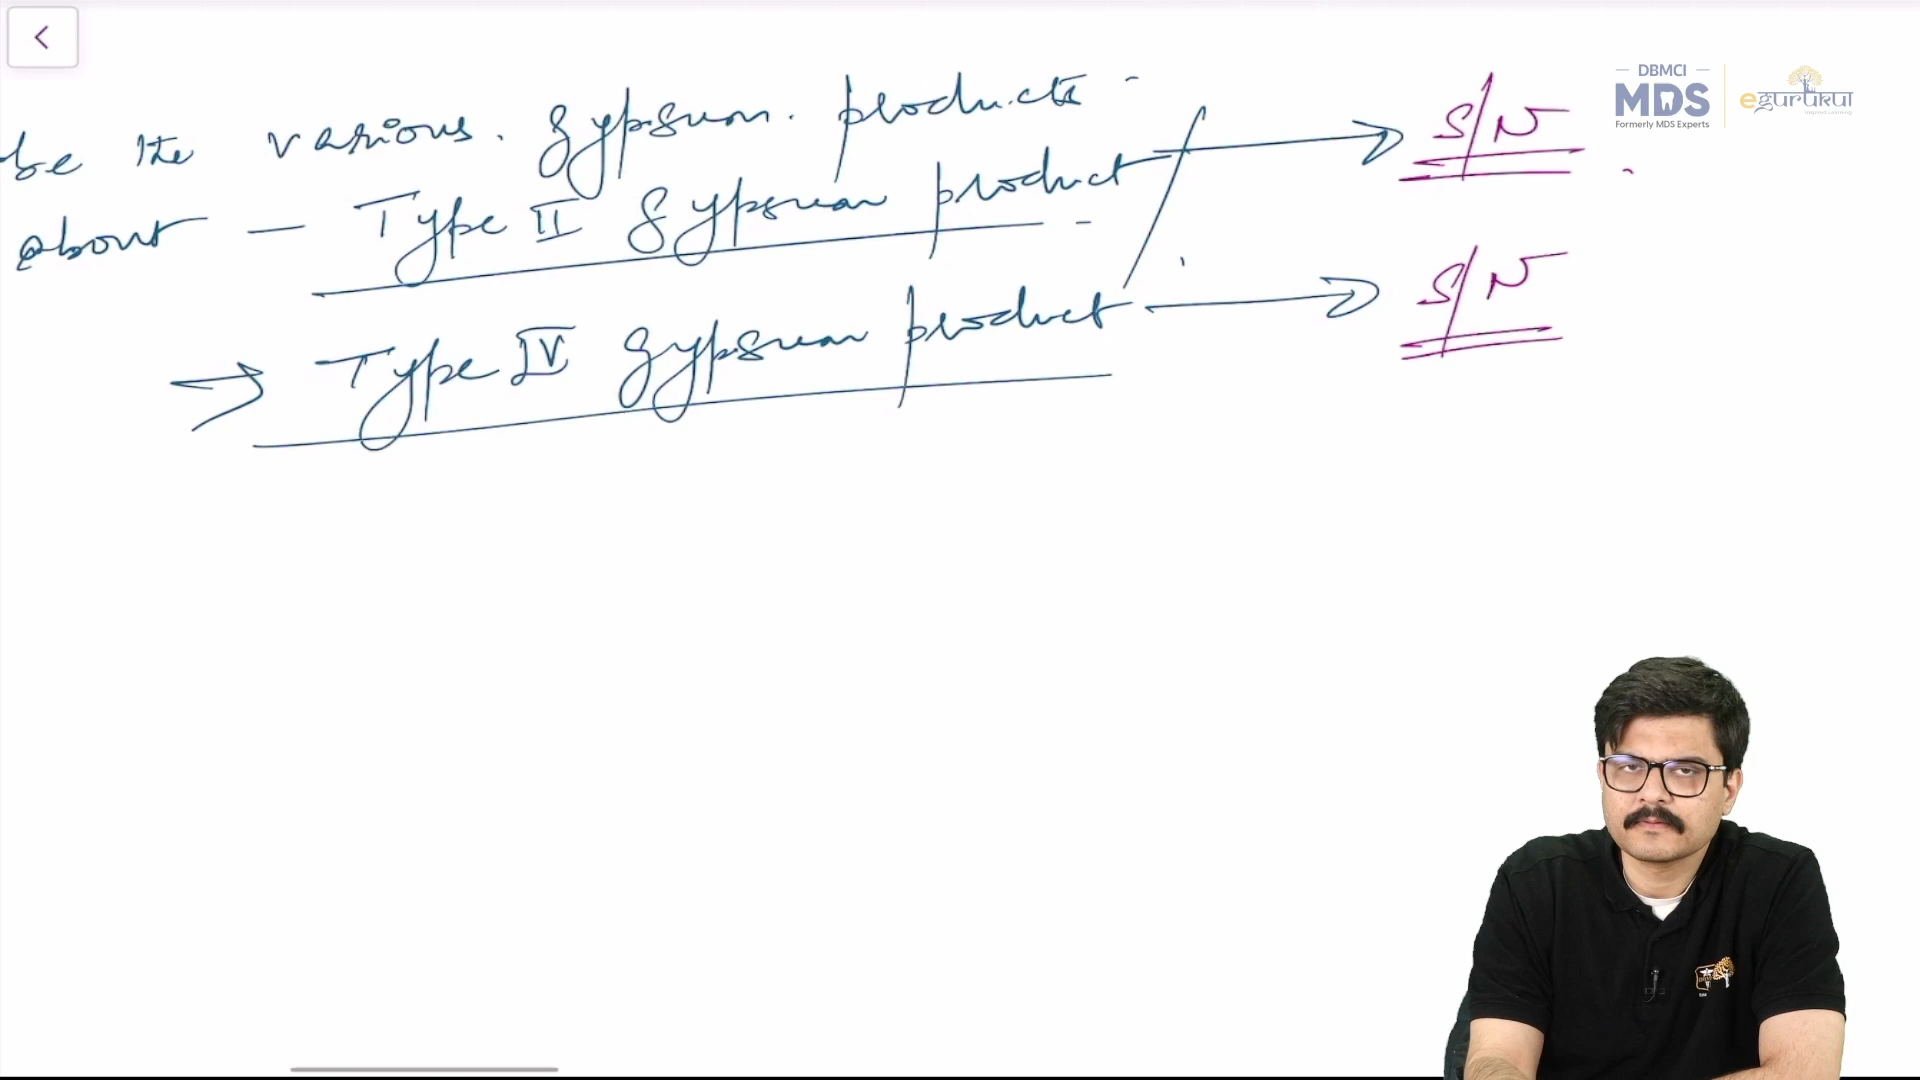 be the various gypsum products
about — Type II gypsum product → S/N
⇒ Type IV gypsum product → S/N
DBMCI
MDS
Formerly MDS Experts
egurukul